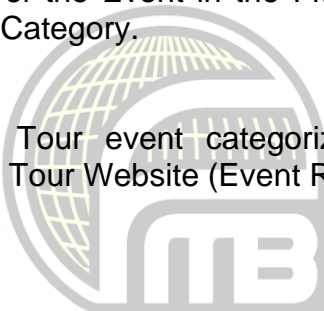 of the Event in the
Category.
Tour event categoriz
Tour Website (Event R